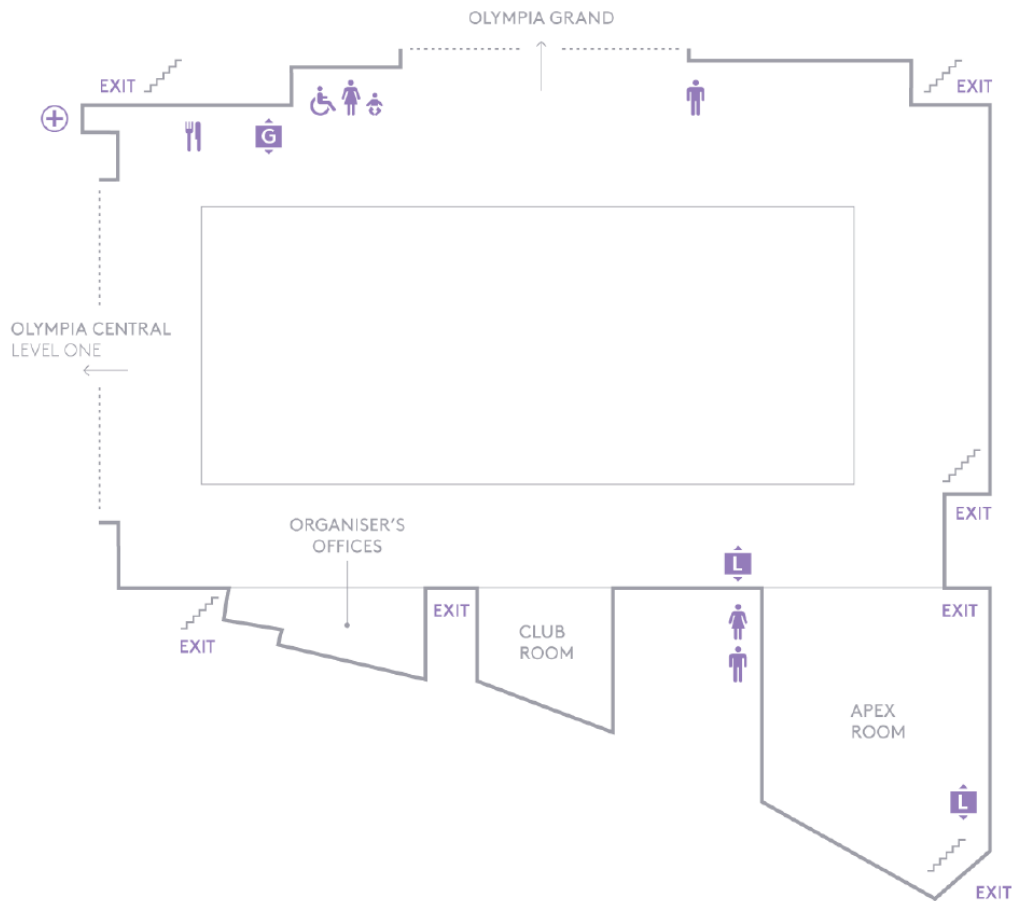 OLYMPIA GRAND
EXIT
EXIT
G
OLYMPIA CENTRAL
LEVEL ONE
EXIT
ORGANISER'S
OFFICES
L
EXIT
EXIT
EXIT
CLUB
ROOM
APEX
ROOM
L
EXIT